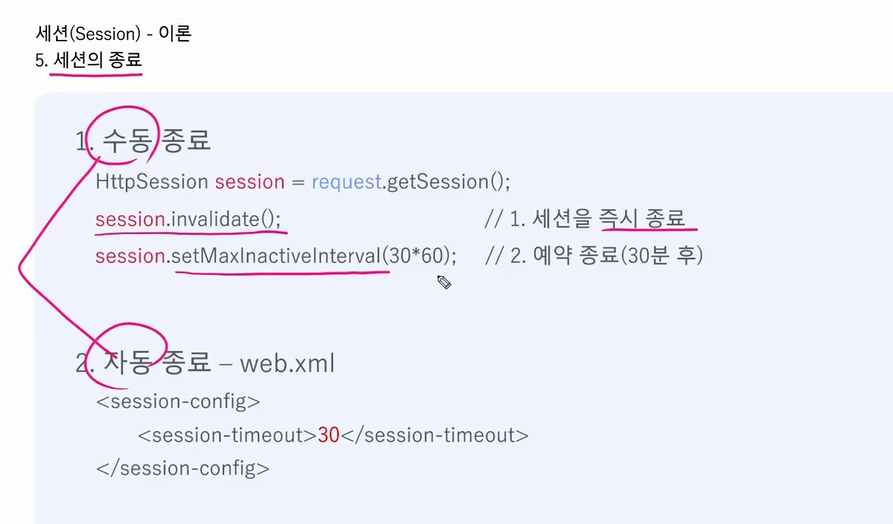 세션(Session) - 이론
5. 세션의 종료
1. 수동 종료
HttpSession session = request.getSession();
session.invalidate(); // 1. 세션을 즉시 종료
session.setMaxInactiveInterval(30*60); // 2. 예약 종료(30분 후)
2. 자동 종료 – web.xml
<session-config>
<session-timeout>30</session-timeout>
</session-config>